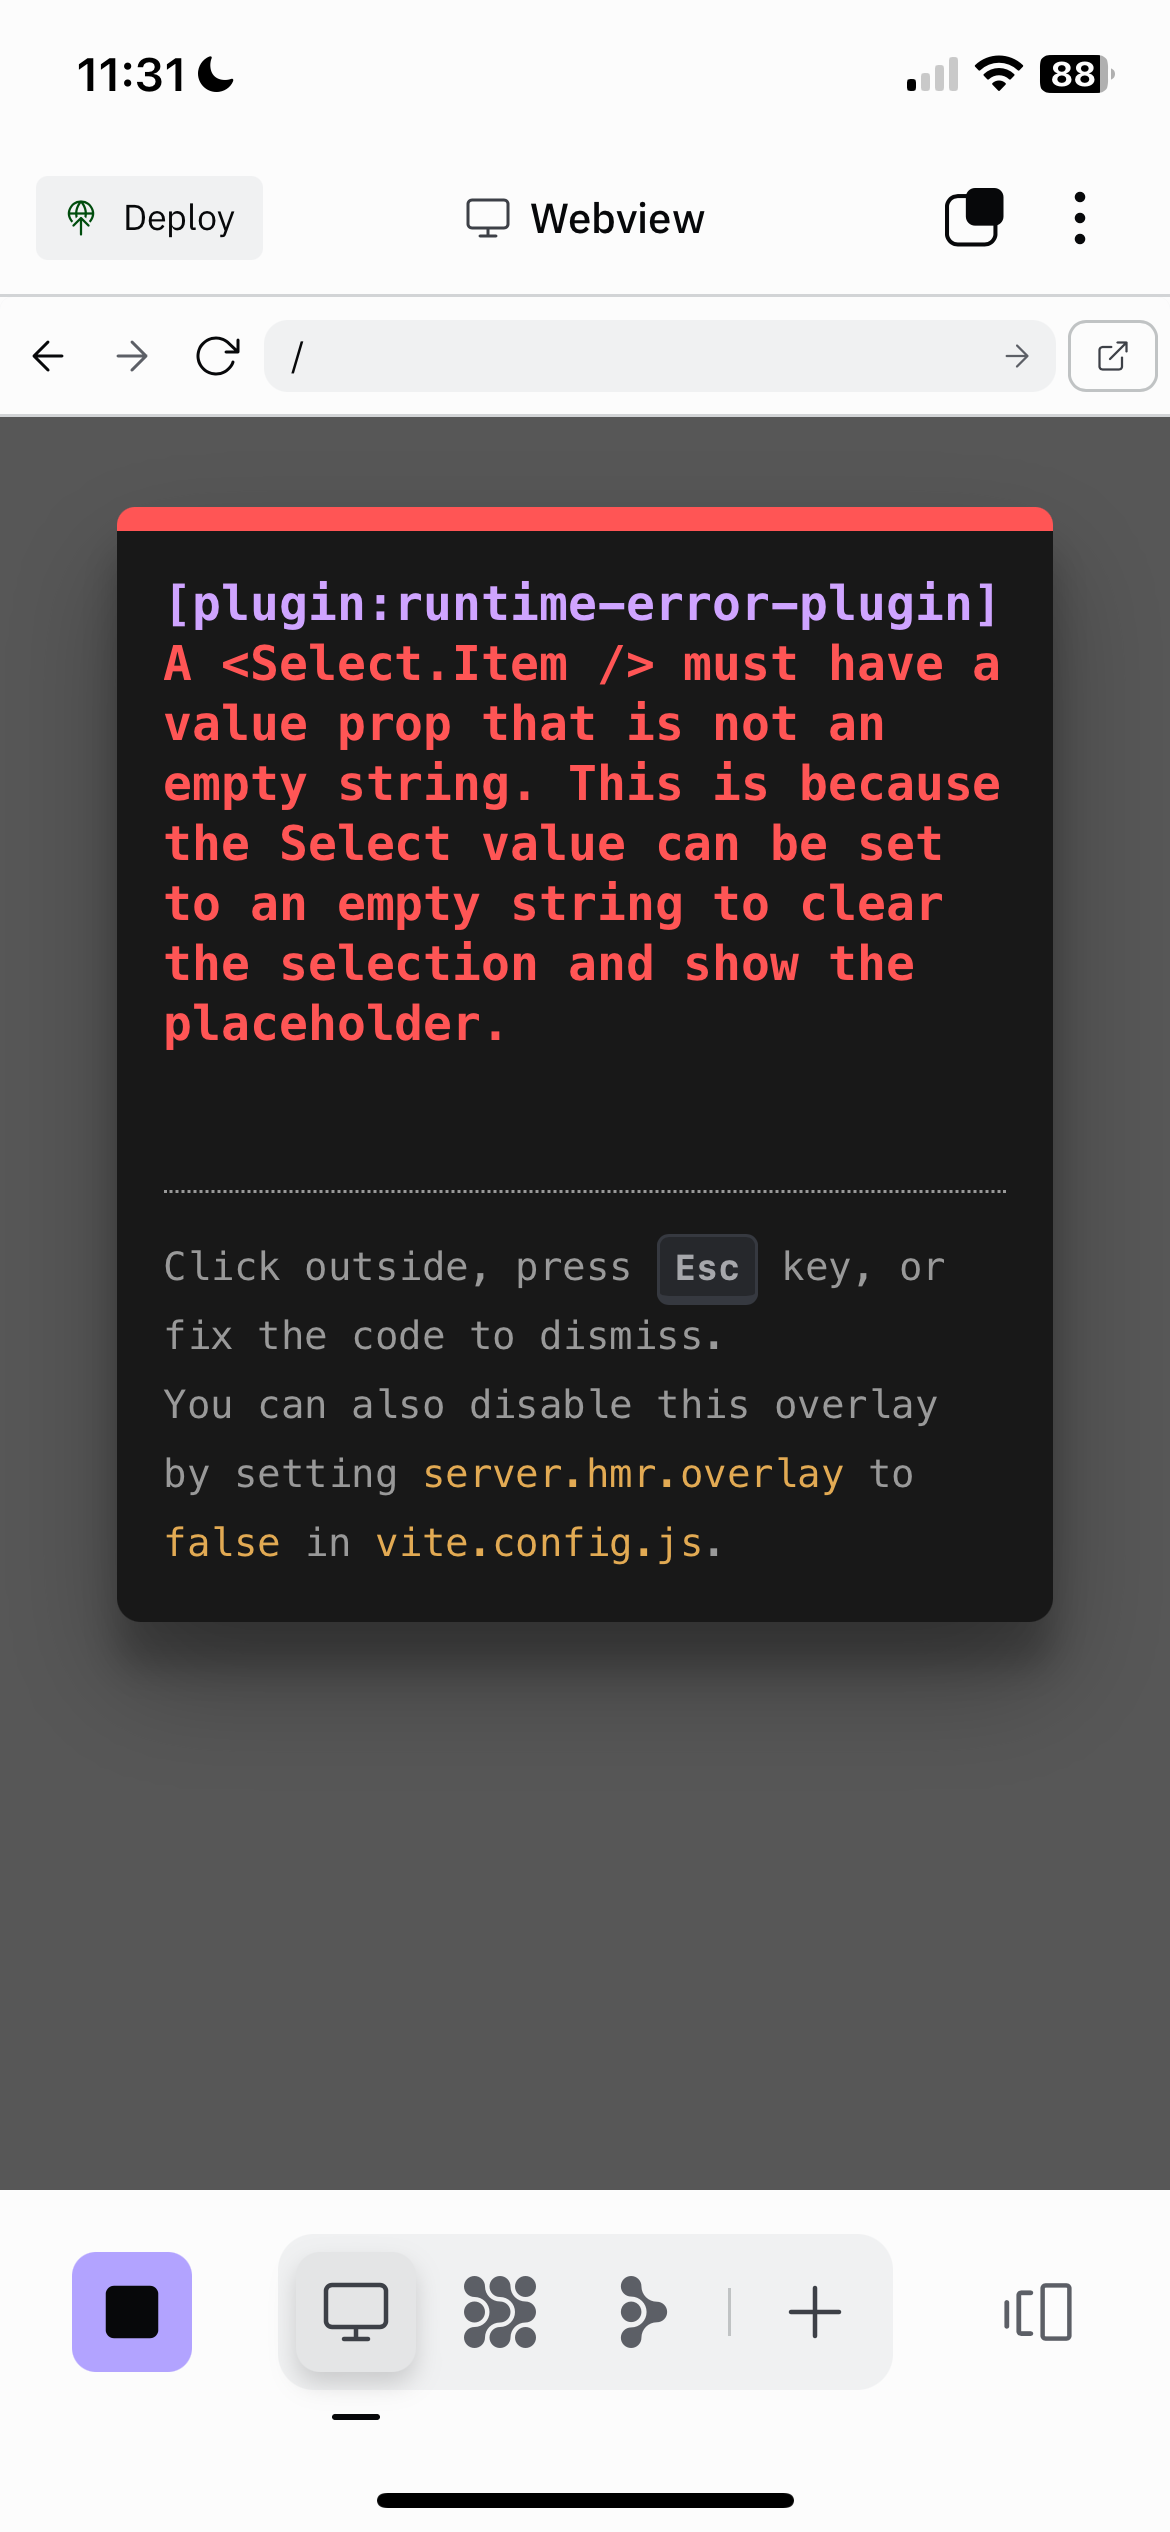 11:31
88
Deploy
Webview
/
[plugin:runtime-error-plugin]
A <Select.Item /> must have a
value prop that is not an
empty string. This is because
the Select value can be set
to an empty string to clear
the selection and show the
placeholder.
Click outside, press Esc key, or
fix the code to dismiss.
You can also disable this overlay
by setting server.hmr.overlay to
false in vite.config.js.